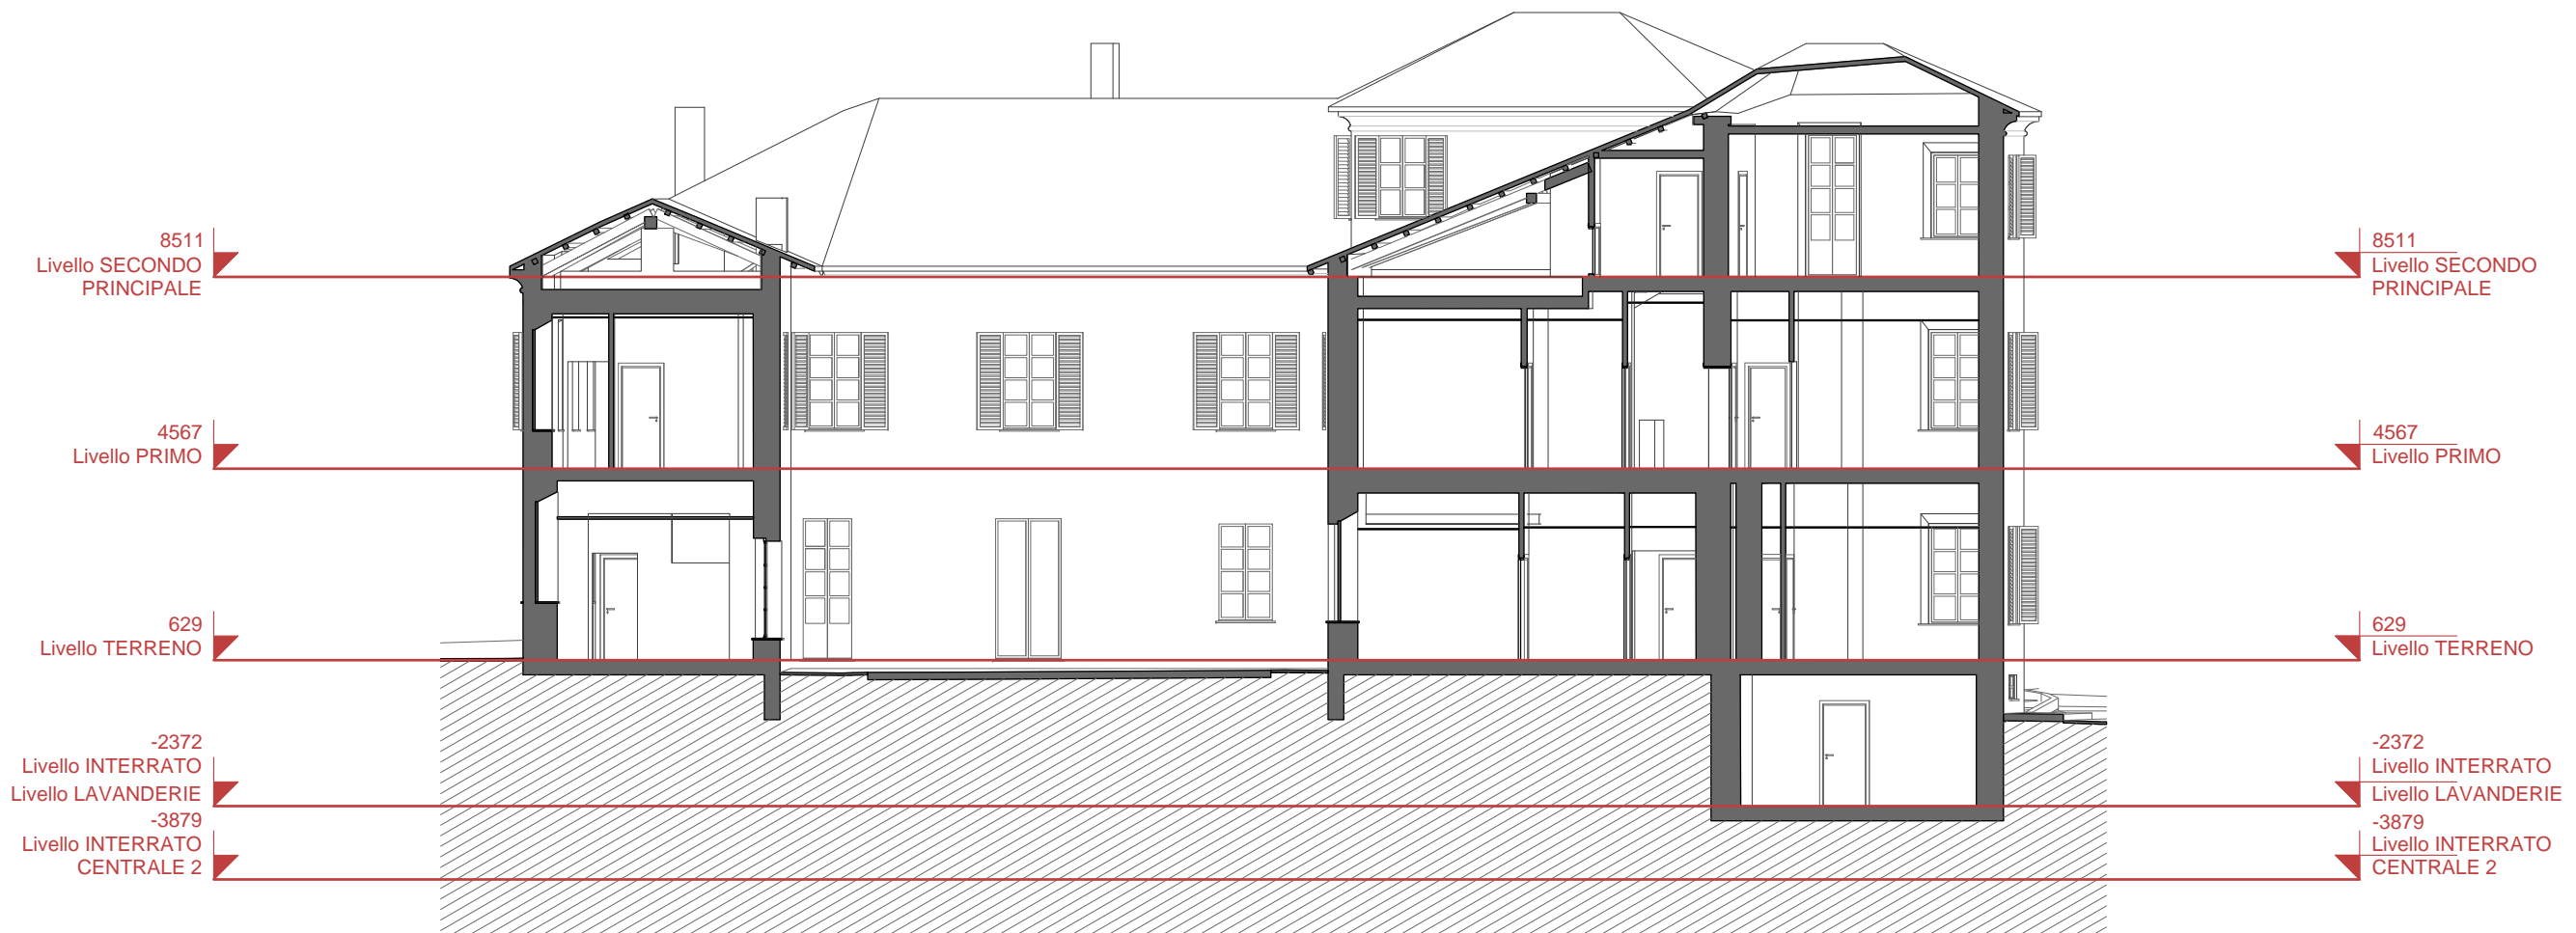 8511
Livello SECONDO
PRINCIPALE
4567
Livello PRIMO
629
Livello TERRENO
-2372
Livello INTERRATO
Livello LAVANDERIE
-3879
Livello INTERRATO
CENTRALE 2
8511
Livello SECONDO
PRINCIPALE
4567
Livello PRIMO
629
Livello TERRENO
-2372
Livello INTERRATO
Livello LAVANDERIE
-3879
Livello INTERRATO
CENTRALE 2